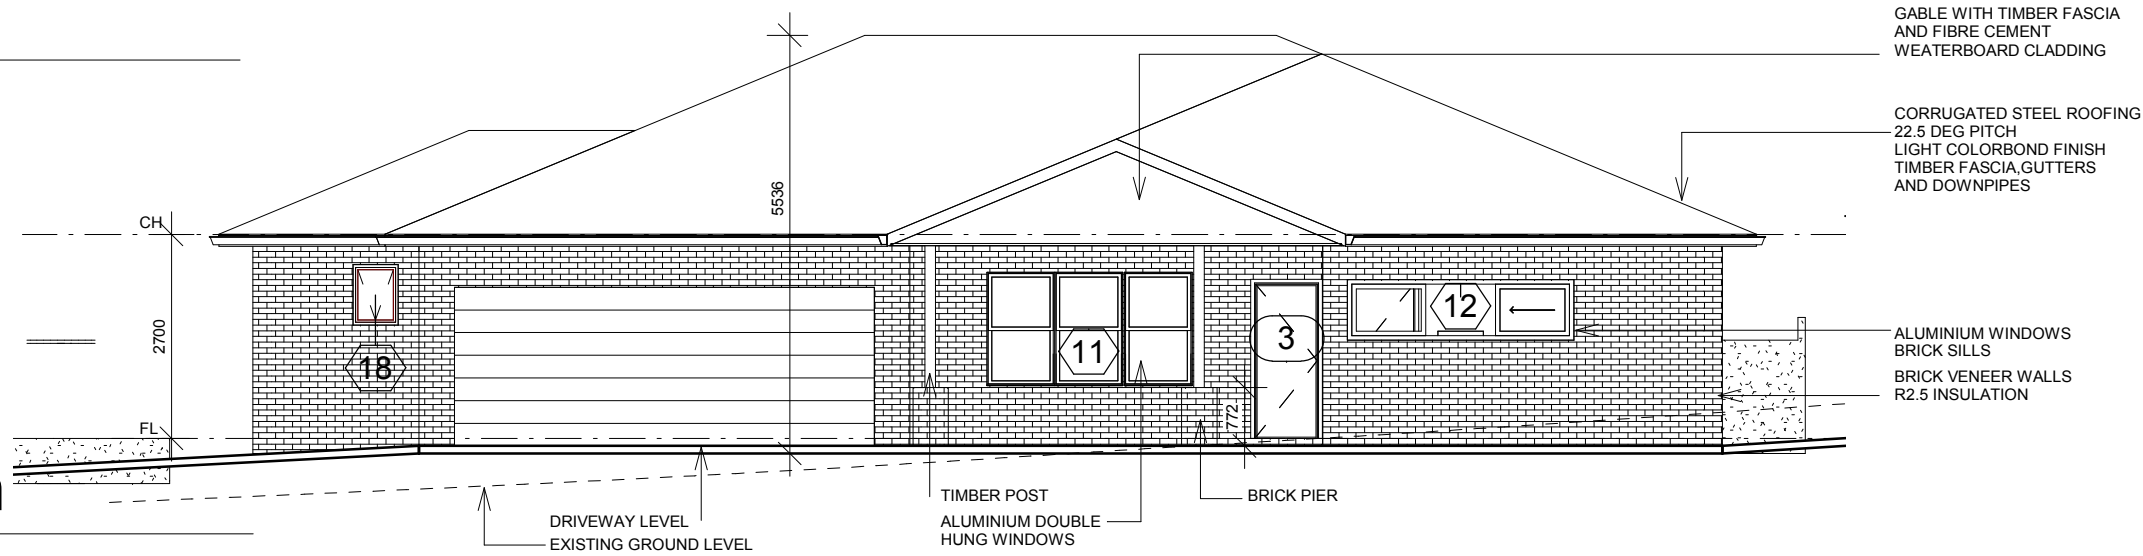 GABLE WITH TIMBER FASCIA
AND FIBRE CEMENT
WEATERBOARD CLADDING
CORRUGATED STEEL ROOFING
22.5 DEG PITCH
LIGHT COLORBOND FINISH
TIMBER FASCIA,GUTTERS
AND DOWNPIPES
5536
CH
2700
FL
18
11
3
12
772
ALUMINIUM WINDOWS
BRICK SILLS
BRICK VENEER WALLS
R2.5 INSULATION
TIMBER POST
BRICK PIER
ALUMINIUM DOUBLE
HUNG WINDOWS
DRIVEWAY LEVEL
EXISTING GROUND LEVEL